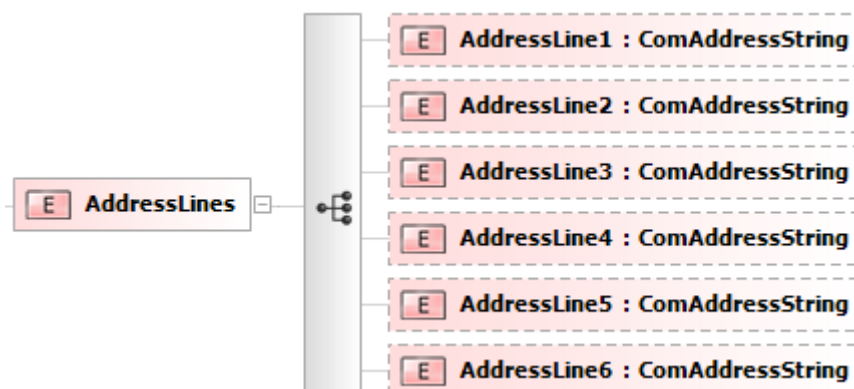 E AddressLine1 : ComAddressString
E AddressLine2 : ComAddressString
E AddressLine3 : ComAddressString
E AddressLines
E AddressLine4 : ComAddressString
E AddressLine5 : ComAddressString
E AddressLine6 : ComAddressString